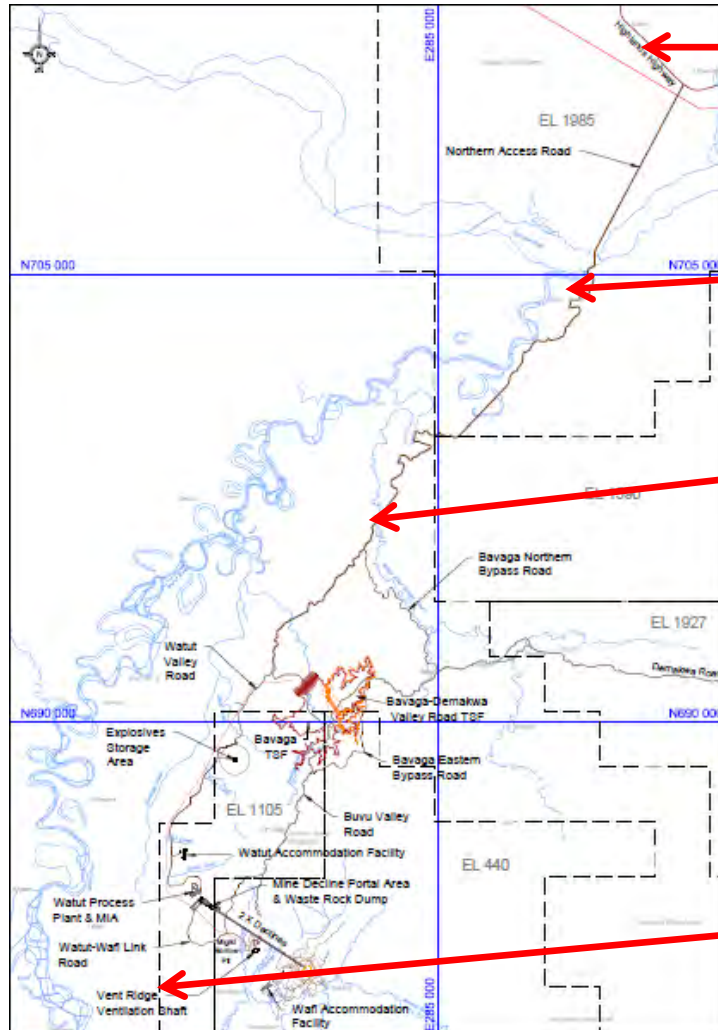 N
E285 000
Highlands Highway
EL 1985
Northern Access Road
N705 000
N705 000
EL 1590
Bavaga Northern
Bypass Road
EL 1927
Watut
Valley
Road
Demakwa Road
N690 000
N690 000
Bavaga-Demakwa
Valley Road TSF
Explosives
Storage
Area
Bavaga
TSF
Bavaga Eastern
Bypass Road
EL 1105
Buvu Valley
Road
Watut Accommodation Facility
EL 440
Mine Decline Portal Area
& Waste Rock Dump
Watut Process
Plant & MIA
2 X Declines
Watut-Wafi Link
Road
Vent Ridge
Ventilation Shaft
Wafi Accommodation
Facility
E285 000